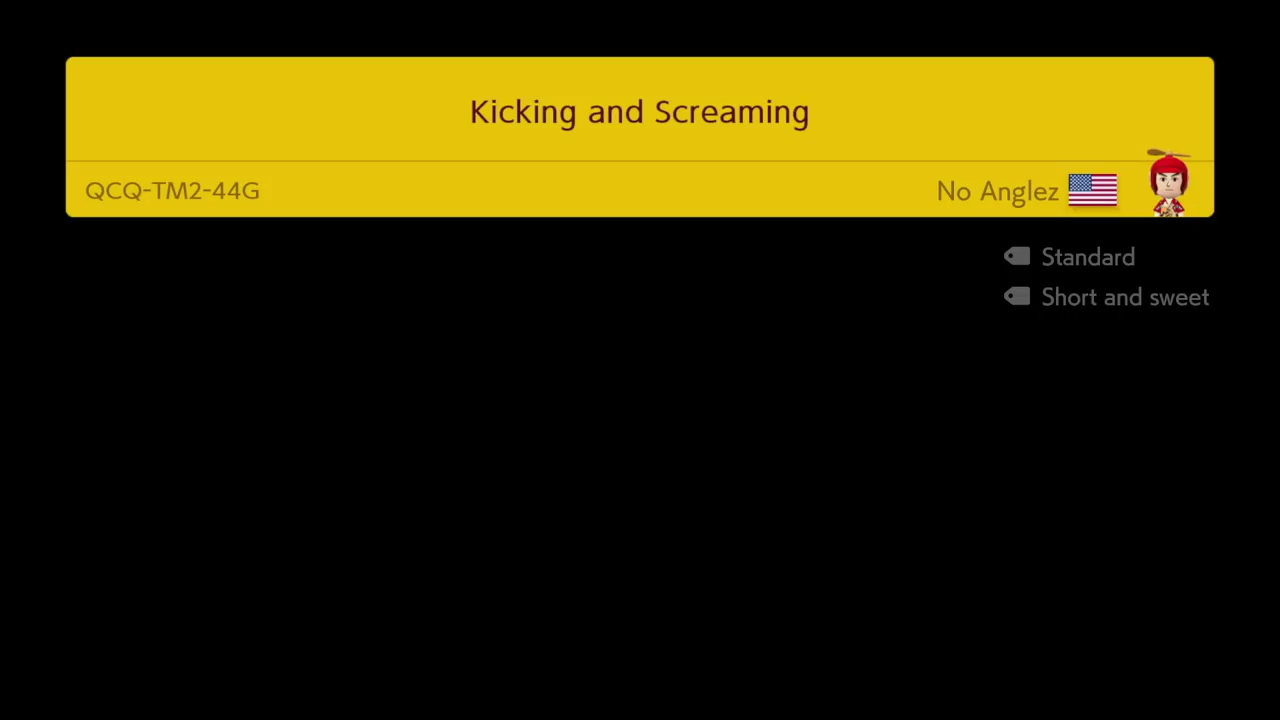 Kicking and Screaming
QCQ-TM2-44G
No Anglez
Standard
Short and sweet